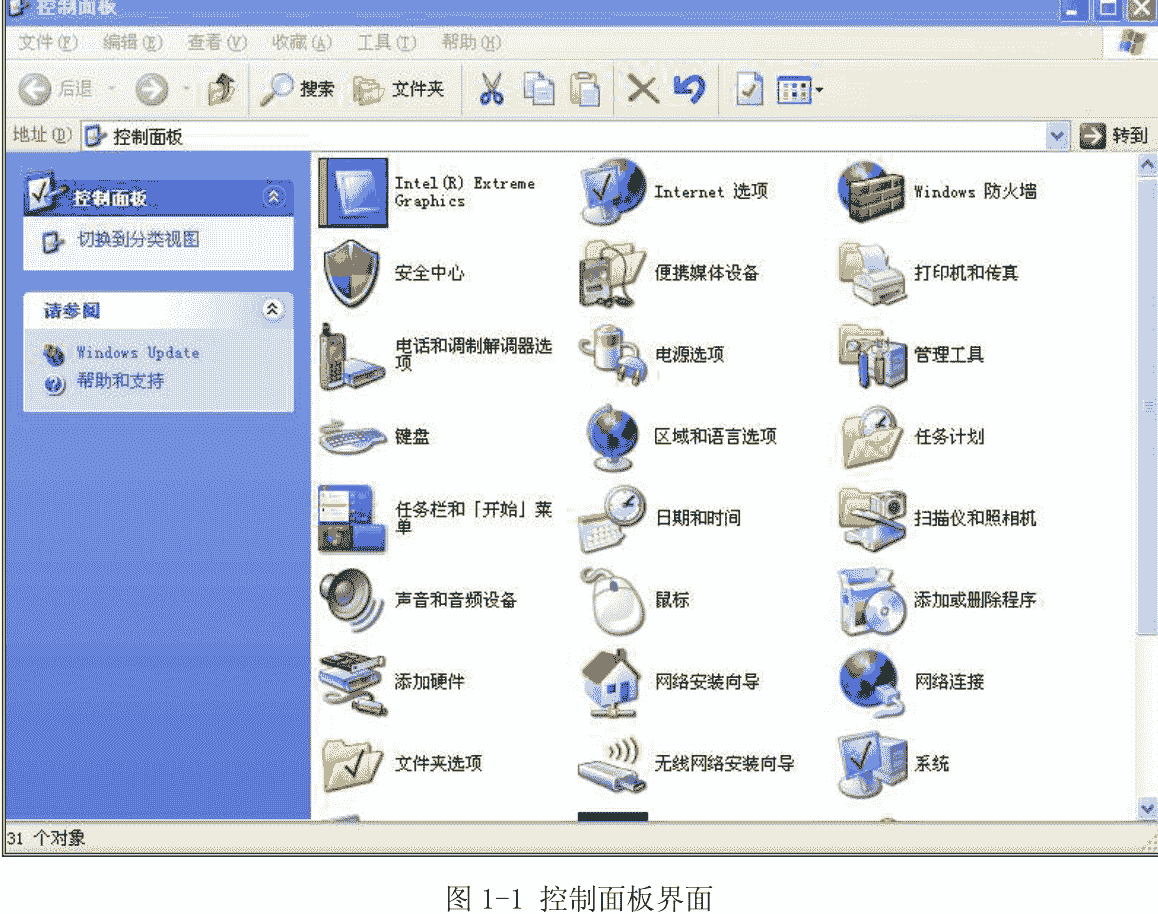 控制面板
文件(F) 编辑(E) 查看(V) 收藏(A) 工具(T) 帮助(H)
后退 搜索 文件夹
地址(D) 控制面板 转到
控制面板
切换到分类视图
请参阅
Windows Update
帮助和支持
Intel(R) Extreme
Graphics
Internet 选项
Windows 防火墙
安全中心
便携媒体设备
打印机和传真
电话和调制解调器选
项
电源选项
管理工具
键盘
区域和语言选项
任务计划
任务栏和「开始」菜
单
日期和时间
扫描仪和照相机
声音和音频设备
鼠标
添加或删除程序
添加硬件
网络安装向导
网络连接
文件夹选项
无线网络安装向导
系统
31 个对象
图 1-1 控制面板界面